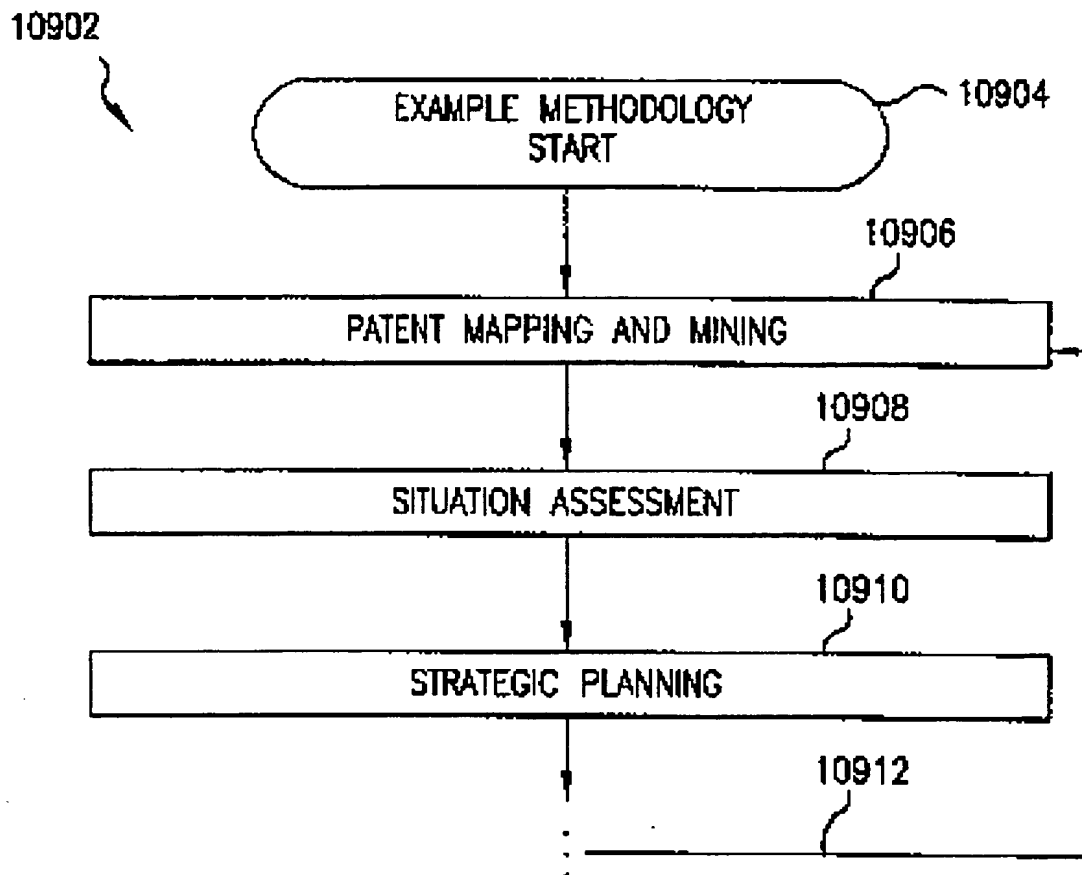 10902
EXAMPLE METHODOLOGY
START
10904
10906
PATENT MAPPING AND MINING
10908
SITUATION ASSESSMENT
10910
STRATEGIC PLANNING
10912